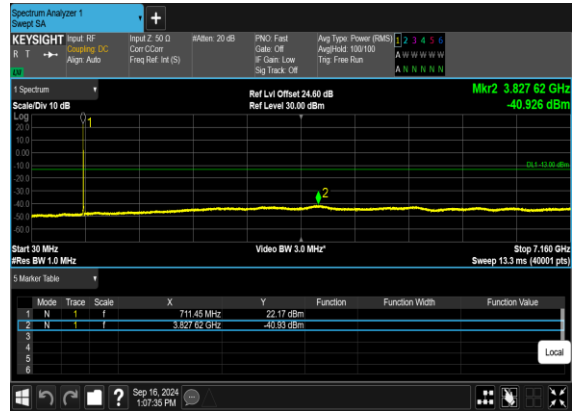 Spectrum Analyzer 1
Swept SA
+
KEYSIGHT Input: RF Input Z: 50 Ω #Atten: 20 dB PNO: Fast Avg Type: Power (RMS) 1 2 3 4 5 6
R T Coupling: DC Corr CCorr Gate: Off Avg|Hold: 100/100 A W W W W W
Align: Auto Freq Ref: Int (S) IF Gain: Low Trig: Free Run
Sig Track: Off A N N N N N
1 Spectrum Ref Lvl Offset 24.60 dB Mkr2 3.827 62 GHz
Scale/Div 10 dB Ref Level 30.00 dBm -40.926 dBm
Log
20.0
10.0
0.00
-10.0
-20.0
-30.0
-40.0
-50.0
-60.0
1
DL1 -13.00 dBm
2
Start 30 MHz Video BW 3.0 MHz* Stop 7.160 GHz
#Res BW 1.0 MHz Sweep 13.3 ms (40001 pts)
5 Marker Table
Mode Trace Scale X Y Function Function Width Function Value
1 N 1 f 711.45 MHz 22.17 dBm
2 N 1 f 3.827 62 GHz -40.93 dBm
3
4
5
6
Local
? Sep 16, 2024
1:07:35 PM